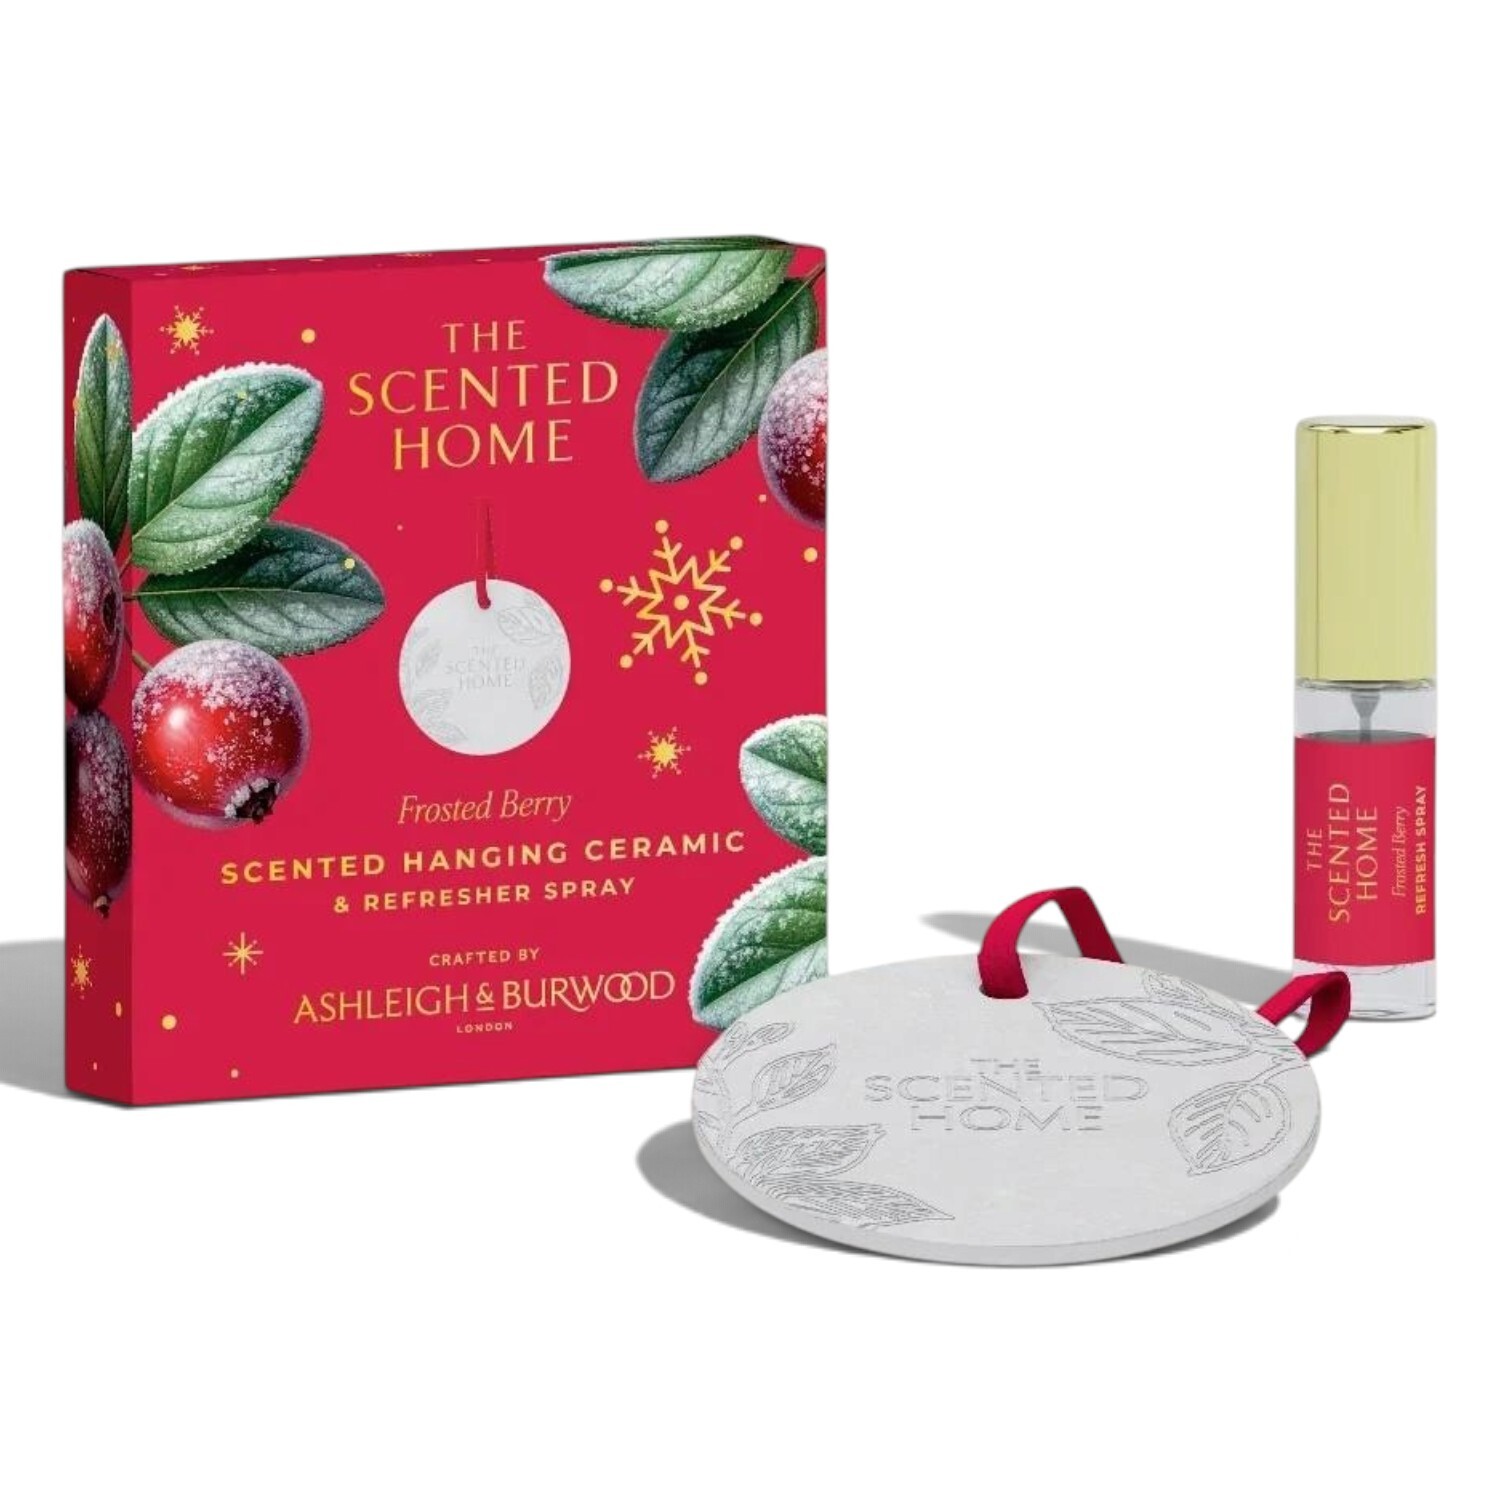 THE
SCENTED
HOME
THE
SCENTED
HOME
Frosted Berry
SCENTED HANGING CERAMIC
& REFRESHER SPRAY
CRAFTED BY
ASHLEIGH & BURWOOD
LONDON
THE
SCENTED
HOME
THE
SCENTED
HOME
Frosted Berry
REFRESH SPRAY